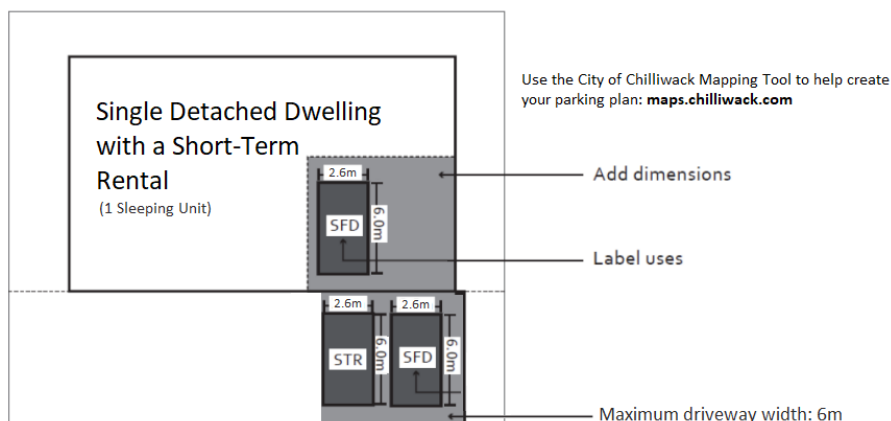 Use the City of Chilliwack Mapping Tool to help create
your parking plan: maps.chilliwack.com
Single Detached Dwelling
with a Short-Term
Rental
(1 Sleeping Unit)
2.6m
6.0m
SFD
Add dimensions
Label uses
2.6m
2.6m
STR
6.0m
SFD
6.0m
Maximum driveway width: 6m